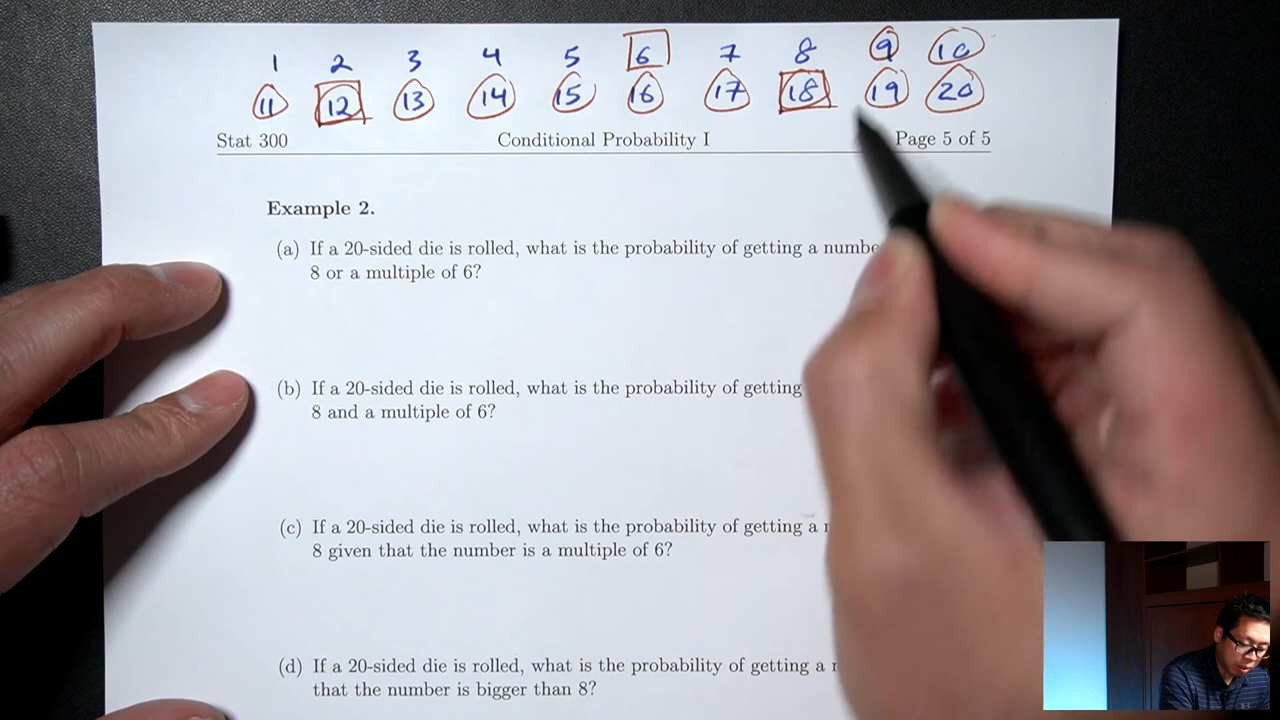 1 2 3 4 5 6 7 8 9 10
11 12 13 14 15 16 17 18 19 20
Stat 300 Conditional Probability I Page 5 of 5
Example 2.
(a) If a 20-sided die is rolled, what is the probability of getting a
8 or a multiple of 6?
(b) If a 20-sided die is rolled, what is the probability of getting
8 and a multiple of 6?
(c) If a 20-sided die is rolled, what is the probability of getting a
8 given that the number is a multiple of 6?
(d) If a 20-sided die is rolled, what is the probability of getting a
that the number is bigger than 8?